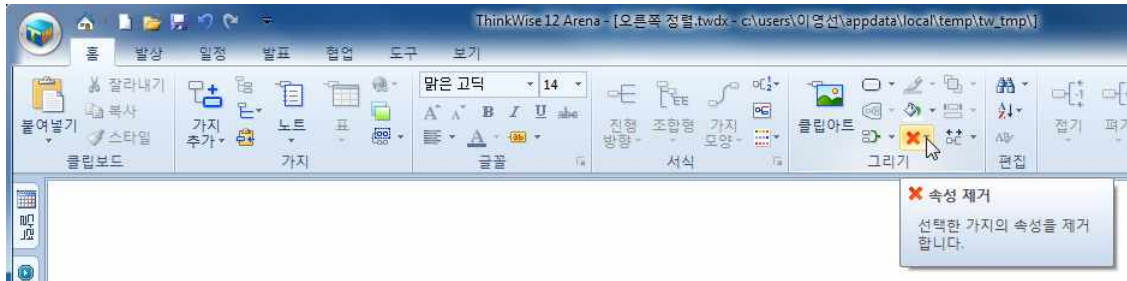 ThinkWise 12 Arena - [오른쪽 정렬.twdx - c:\users\이영선\appdata\local\temp\tw_tmp\]
홈 발상 일정 발표 협업 도구 보기
붙여넣기
잘라내기
복사
스타일
클립보드
가지
추가
노트
표
가지
맑은 고딕 14
A A B I U abc
A ab
글꼴
진행
방향
조합형
가지
모양
서식
클립아트
그리기
AB
편집
접기
펴기
속성 제거
선택한 가지의 속성을 제거
합니다.